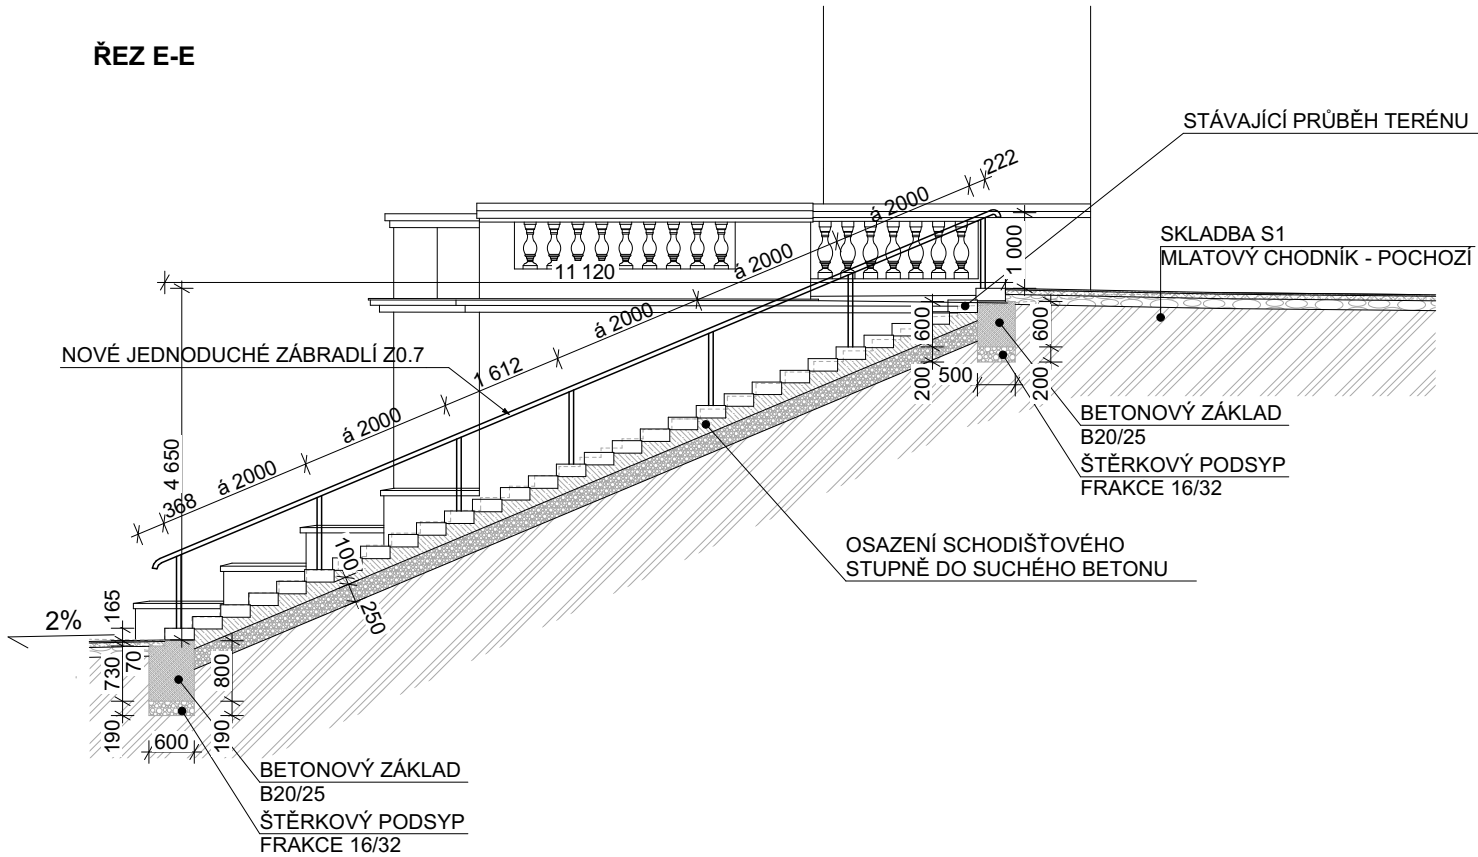 ŘEZ E-E
STÁVAJÍCÍ PRŮBĚH TERÉNU
222
á 2000
1 000
SKLADBA S1
MLATOVÝ CHODNÍK - POCHOZÍ
11 120
á 2000
á 2000
600
600
NOVÉ JEDNODUCHÉ ZÁBRADLÍ Z0.7
1 612
200
500
200
á 2000
BETONOVÝ ZÁKLAD
B20/25
ŠTĚRKOVÝ PODSYP
FRAKCE 16/32
4 650
á 2000
368
OSAZENÍ SCHODIŠŤOVÉHO
STUPNĚ DO SUCHÉHO BETONU
100
250
165
2%
70
730
800
190
190
600
BETONOVÝ ZÁKLAD
B20/25
ŠTĚRKOVÝ PODSYP
FRAKCE 16/32